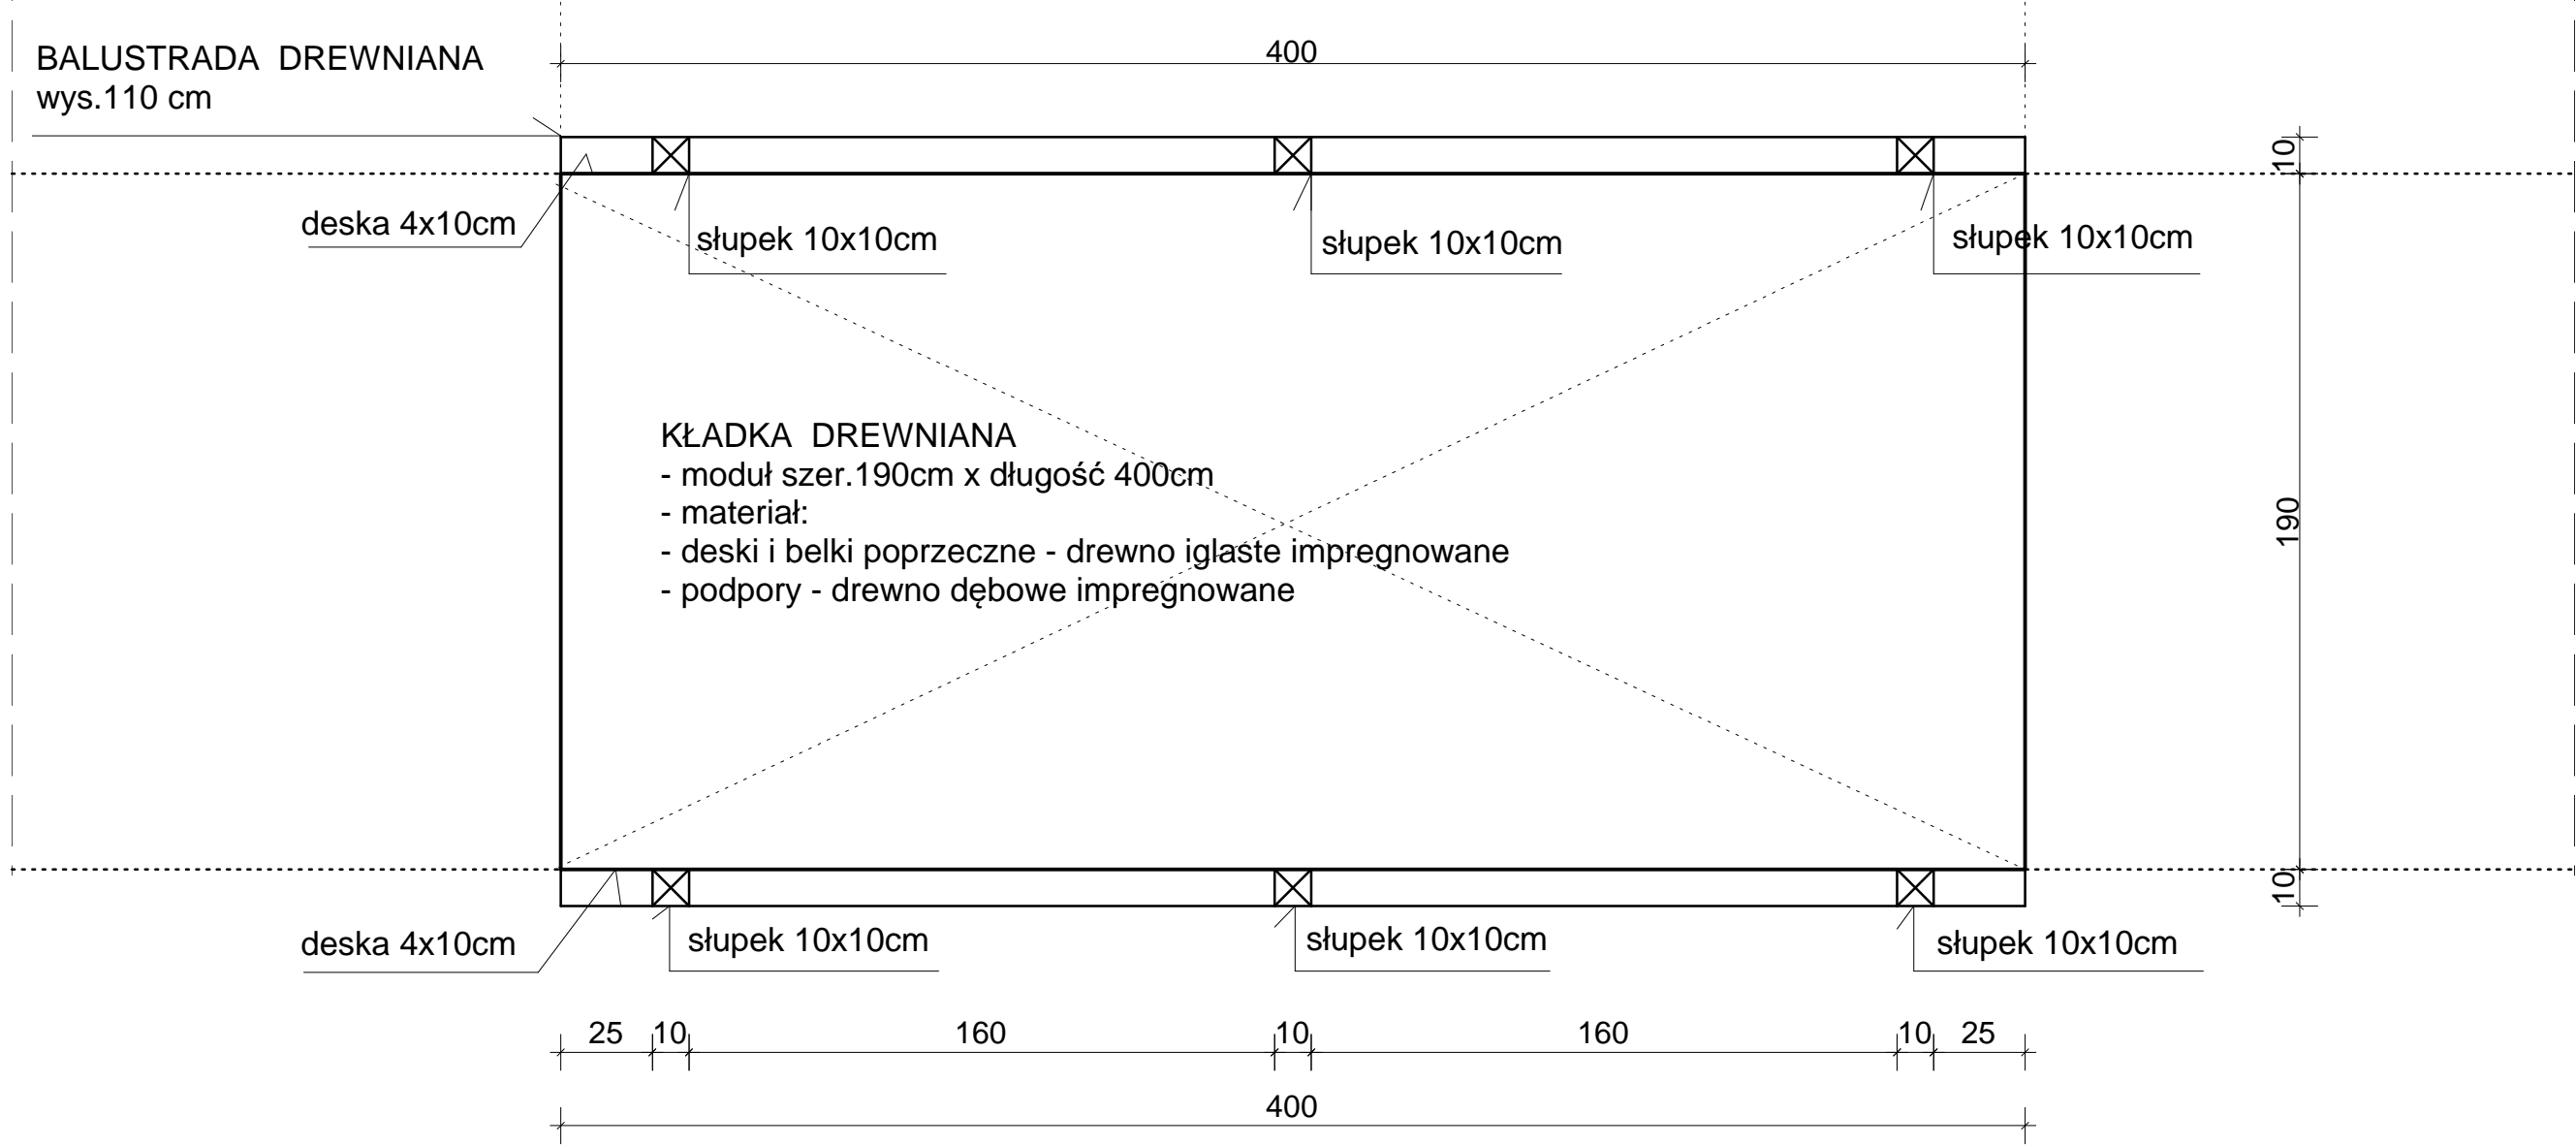 400
BALUSTRADA DREWNIANA
wys.110 cm
10
deska 4x10cm
słupek 10x10cm
słupek 10x10cm
słupek 10x10cm
KŁADKA DREWNIANA
- moduł szer.190cm x długość 400cm
- materiał:
- deski i belki poprzeczne - drewno iglaste impregnowane
- podpory - drewno dębowe impregnowane
190
10
deska 4x10cm
słupek 10x10cm
słupek 10x10cm
słupek 10x10cm
25 10 160 10 160 10 25
400